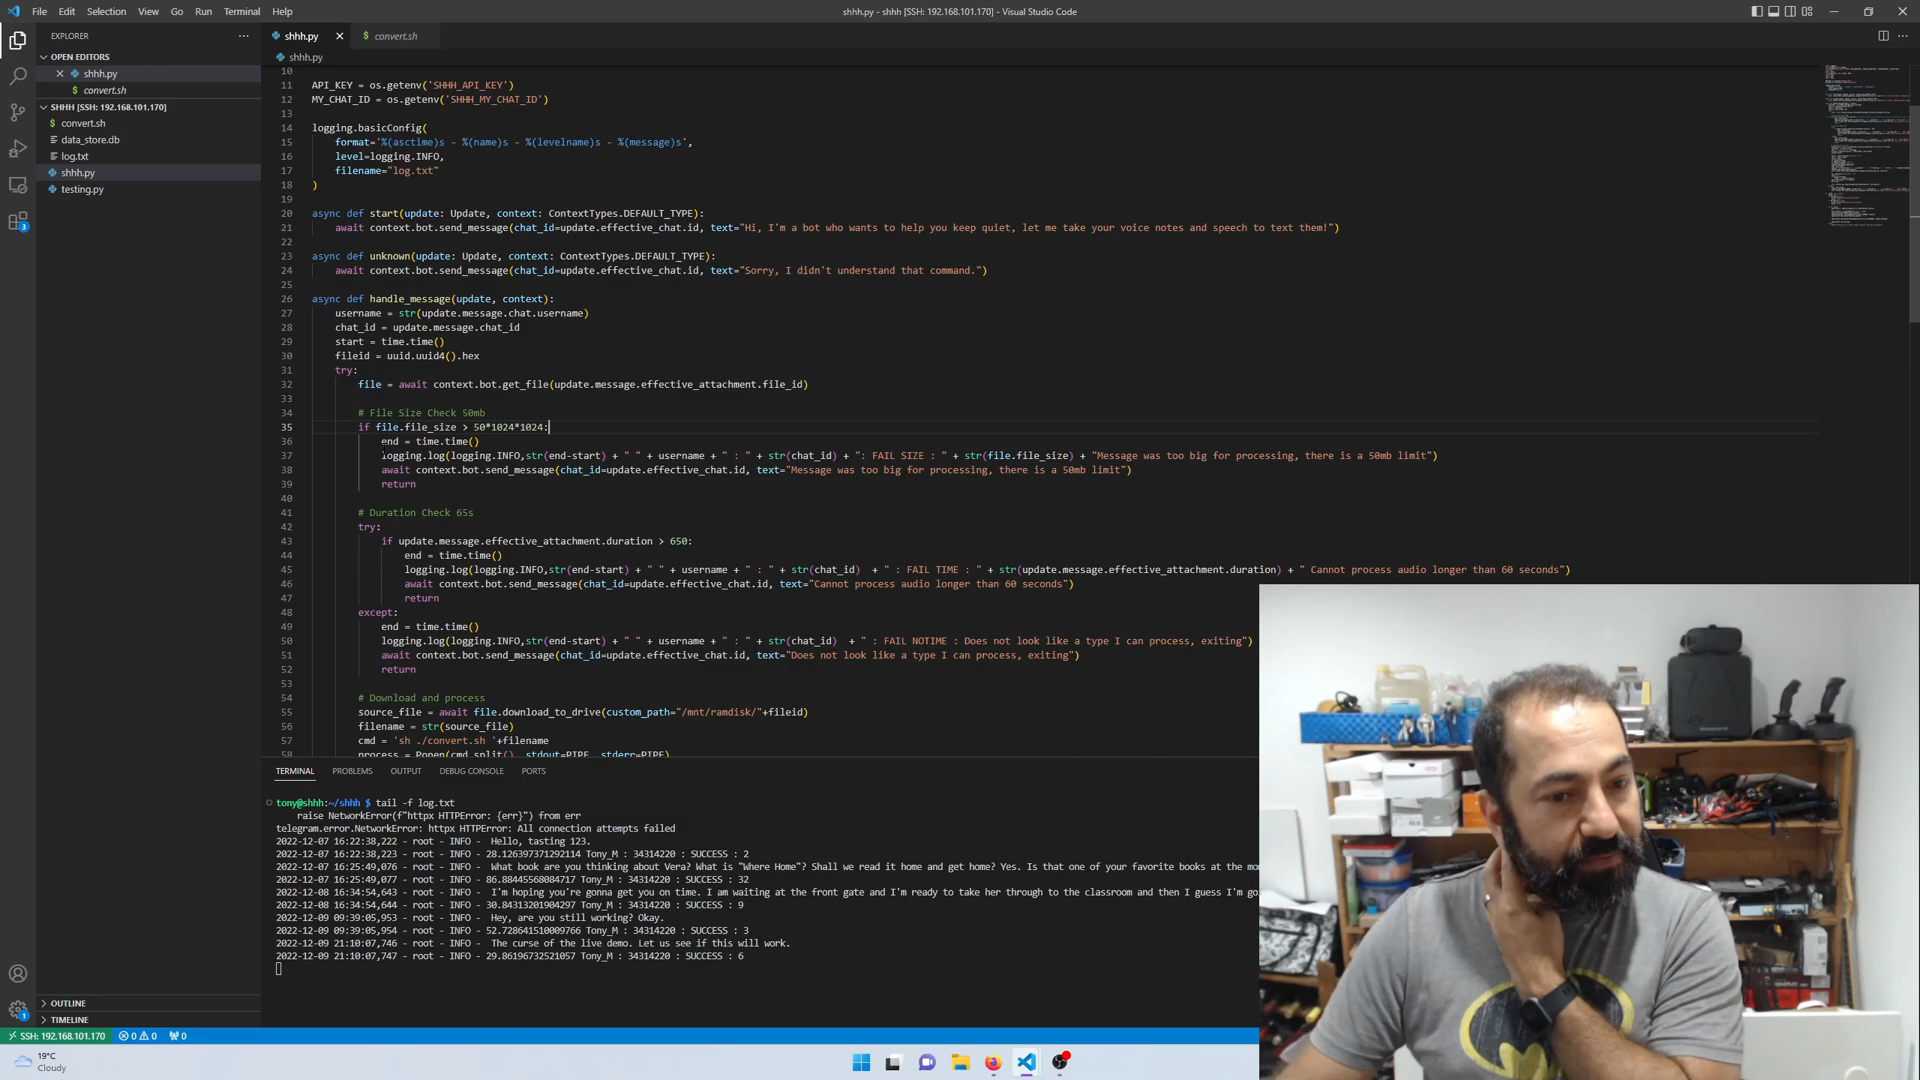 File Edit Selection View Go Run Terminal Help
shhh.py - shhh [SSH: 192.168.101.170] - Visual Studio Code
EXPLORER
OPEN EDITORS
shhh.py
convert.sh
SHHH [SSH: 192.168.101.170]
convert.sh
data_store.db
log.txt
shhh.py
testing.py
OUTLINE
TIMELINE
shhh.py
convert.sh
shhh.py
10
11 API_KEY = os.getenv('SHHH_API_KEY')
12 MY_CHAT_ID = os.getenv('SHHH_MY_CHAT_ID')
13
14 logging.basicConfig(
15 format='%(asctime)s - %(name)s - %(levelname)s - %(message)s',
16 level=logging.INFO,
17 filename="log.txt"
18 )
19
20 async def start(update: Update, context: ContextTypes.DEFAULT_TYPE):
21 await context.bot.send_message(chat_id=update.effective_chat.id, text="Hi, I'm a bot who wants to help you keep quiet, let me take your voice notes and speech to text them!")
22
23 async def unknown(update: Update, context: ContextTypes.DEFAULT_TYPE):
24 await context.bot.send_message(chat_id=update.effective_chat.id, text="Sorry, I didn't understand that command.")
25
26 async def handle_message(update, context):
27 username = str(update.message.chat.username)
28 chat_id = update.message.chat_id
29 start = time.time()
30 fileid = uuid.uuid4().hex
31 try:
32 file = await context.bot.get_file(update.message.effective_attachment.file_id)
33
34 # File Size Check 50mb
35 if file.file_size > 50*1024*1024:
36 end = time.time()
37 logging.log(logging.INFO,str(end-start) + " " + username + " : " + str(chat_id) + ": FAIL SIZE : " + str(file.file_size) + "Message was too big for processing, there is a 50mb limit")
38 await context.bot.send_message(chat_id=update.effective_chat.id, text="Message was too big for processing, there is a 50mb limit")
39 return
40
41 # Duration Check 65s
42 try:
43 if update.message.effective_attachment.duration > 650:
44 end = time.time()
45 logging.log(logging.INFO,str(end-start) + " " + username + " : " + str(chat_id) + " : FAIL TIME : " + str(update.message.effective_attachment.duration) + " Cannot process audio longer than 60 seconds")
46 await context.bot.send_message(chat_id=update.effective_chat.id, text="Cannot process audio longer than 60 seconds")
47 return
48 except:
49 end = time.time()
50 logging.log(logging.INFO,str(end-start) + " " + username + " : " + str(chat_id) + " : FAIL NOTIME : Does not look like a type I can process, exiting")
51 await context.bot.send_message(chat_id=update.effective_chat.id, text="Does not look like a type I can process, exiting")
52 return
53
54 # Download and process
55 source_file = await file.download_to_drive(custom_path="/mnt/ramdisk/"+fileid)
56 filename = str(source_file)
57 cmd = 'sh ./convert.sh '+filename
58 process = Popen(cmd.split(), stdout=PIPE, stderr=PIPE)
TERMINAL PROBLEMS OUTPUT DEBUG CONSOLE PORTS
tony@shhh:~/shhh $ tail -f log.txt
raise NetworkError(f"httpx HTTPError: {err}") from err
telegram.error.NetworkError: httpx HTTPError: All connection attempts failed
2022-12-07 16:22:38,222 - root - INFO - Hello, tasting 123.
2022-12-07 16:22:38,223 - root - INFO - 28.126397371292114 Tony_M : 34314220 : SUCCESS : 2
2022-12-07 16:25:49,076 - root - INFO - What book are you thinking about Vera? What is "Where Home"? Shall we read it home and get home? Yes. Is that one of your favorite books at the mo
2022-12-07 16:25:49,077 - root - INFO - 86.88445560884717 Tony_M : 34314220 : SUCCESS : 32
2022-12-08 16:34:54,643 - root - INFO - I'm hoping you're gonna get you on time. I am waiting at the front gate and I'm ready to take her through to the classroom and then I guess I'm go
2022-12-08 16:34:54,644 - root - INFO - 30.84313201904297 Tony_M : 34314220 : SUCCESS : 9
2022-12-09 09:39:05,953 - root - INFO - Hey, are you still working? Okay.
2022-12-09 09:39:05,954 - root - INFO - 52.728641510009766 Tony_M : 34314220 : SUCCESS : 3
2022-12-09 21:10:07,746 - root - INFO - The curse of the live demo. Let us see if this will work.
2022-12-09 21:10:07,747 - root - INFO - 29.86196732521057 Tony_M : 34314220 : SUCCESS : 6
SSH: 192.168.101.170 0 0 0
19°C
Cloudy